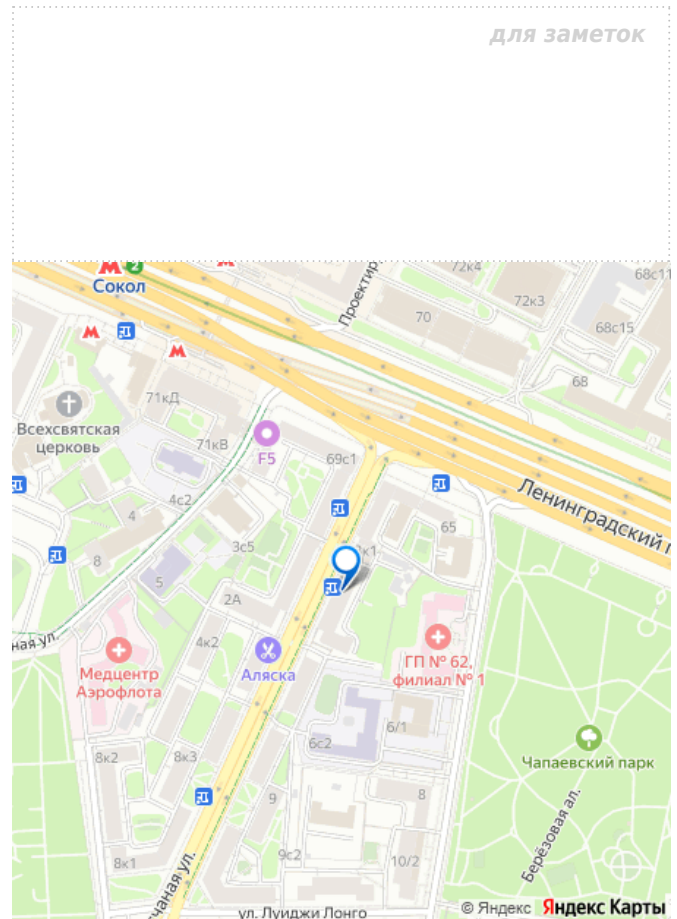 для заметок
2
Сокол
72к4
68с11
72к3
70
68с15
68
71кД
Всехсвятская
церковь
71кВ
F5
69с1
4с2
4
65
Ленинградский п
3с5
к1
8
5
2А
ная ул.
4к2
Медцентр
Аэрофлота
Аляска
ГП № 62,
филиал № 1
6/1
6с2
8к2
8к3
Чапаевский парк
9
8
Берёзовая ал.
9с2
10/2
8к1
чаная ул.
ул. Луиджи Лонго
© Яндекс Яндекс Карты